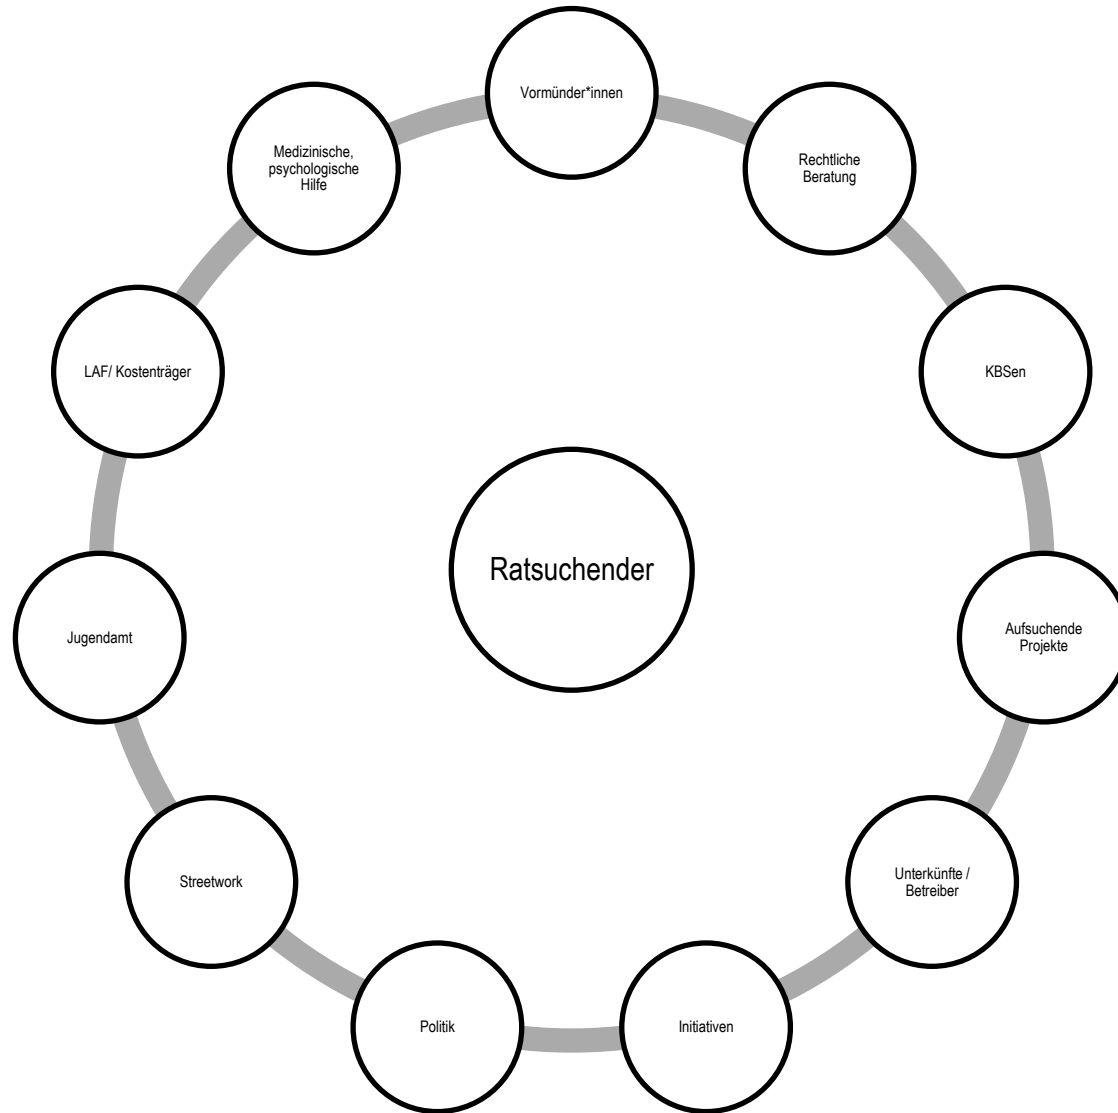 Vormünder*innen
Rechtliche
Beratung
KBSen
Aufsuchende
Projekte
Unterkünfte /
Betreiber
Initiativen
Politik
Streetwork
Jugendamt
LAF/ Kostenträger
Medizinische,
psychologische
Hilfe
Ratsuchender